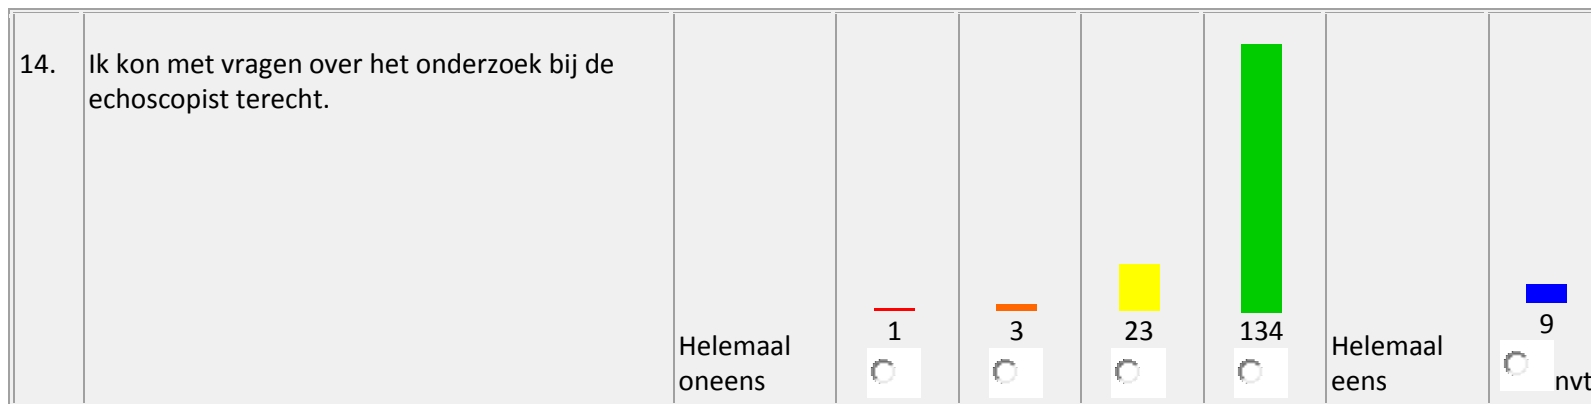 14. Ik kon met vragen over het onderzoek bij de
echoscopist terecht.
1 3 23 134 9
Helemaal Helemaal
oneens eens nvt